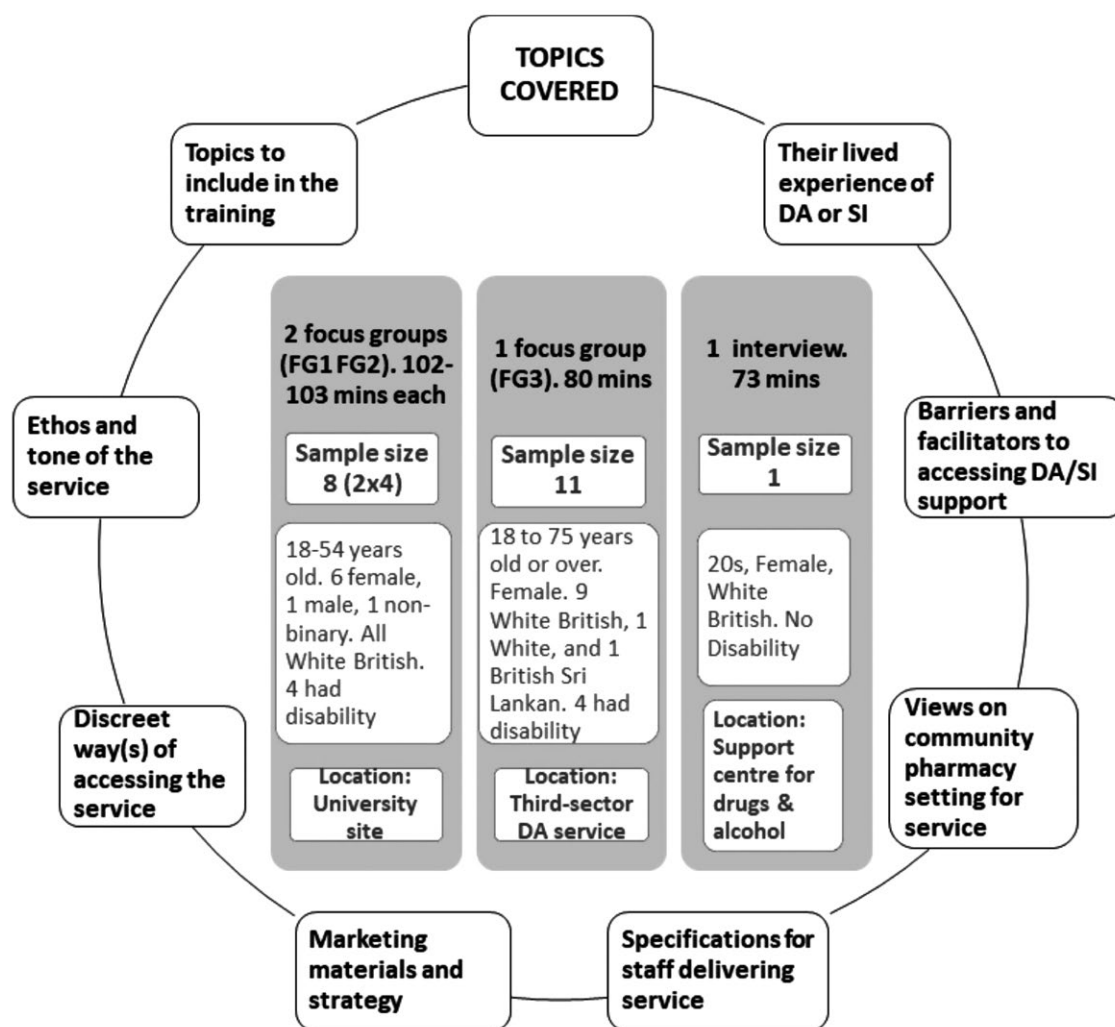 TOPICS
COVERED
Their lived
experience of
DA or SI
Barriers and
facilitators to
accessing DA/SI
support
Views on
community
pharmacy
setting for
service
Specifications for
staff delivering
service
Marketing
materials and
strategy
Discreet
way(s) of
accessing the
service
Ethos and
tone of the
service
Topics to
include in the
training
2 focus groups
(FG1 FG2). 102-
103 mins each
Sample size
8 (2x4)
18-54 years
old. 6 female,
1 male, 1 non-
binary. All
White British.
4 had
disability
Location:
University
site
1 focus group
(FG3). 80 mins
Sample size
11
18 to 75 years
old or over.
Female. 9
White British, 1
White, and 1
British Sri
Lankan. 4 had
disability
Location:
Third-sector
DA service
1 interview.
73 mins
Sample size
1
20s, Female,
White
British. No
Disability
Location:
Support
centre for
drugs &
alcohol